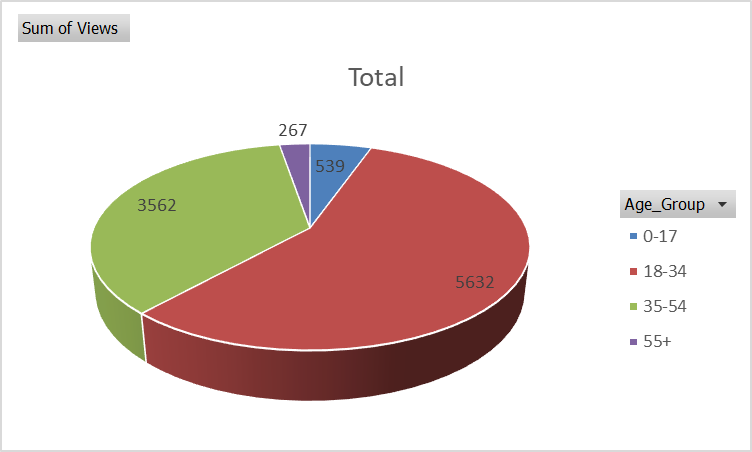 Sum of Views
Total
267
539
3562
5632
Age_Group
0-17
18-34
35-54
55+